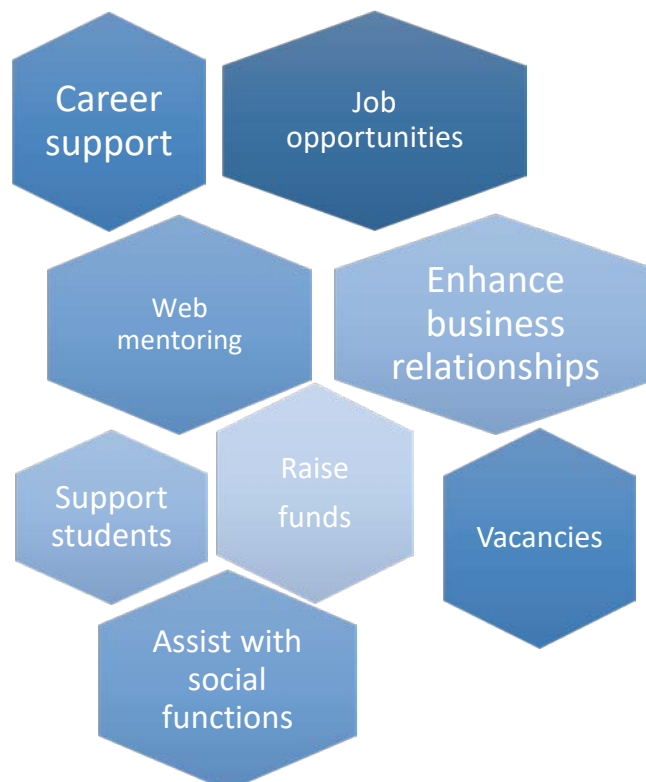 Career
support
Job
opportunities
Web
mentoring
Enhance
business
relationships
Support
students
Raise
funds
Vacancies
Assist with
social
functions